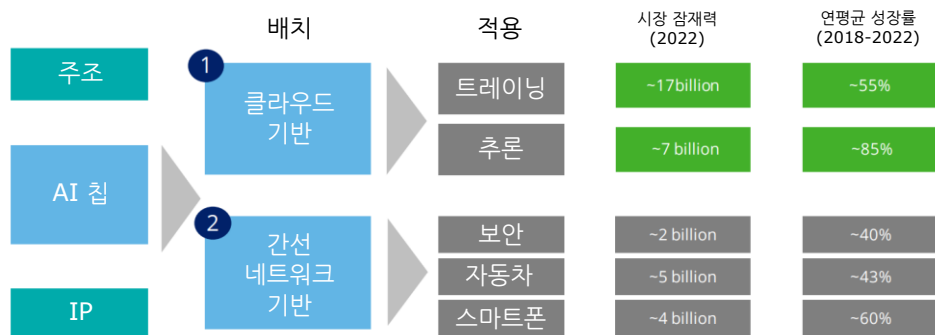 배치
적용
시장 잠재력
(2022)
연평균 성장률
(2018-2022)
주조
AI 칩
IP
1
클라우드
기반
2
간선
네트워크
기반
트레이닝
~17billion
~55%
추론
~7 billion
~85%
보안
~2 billion
~40%
자동차
~5 billion
~43%
스마트폰
~4 billion
~60%